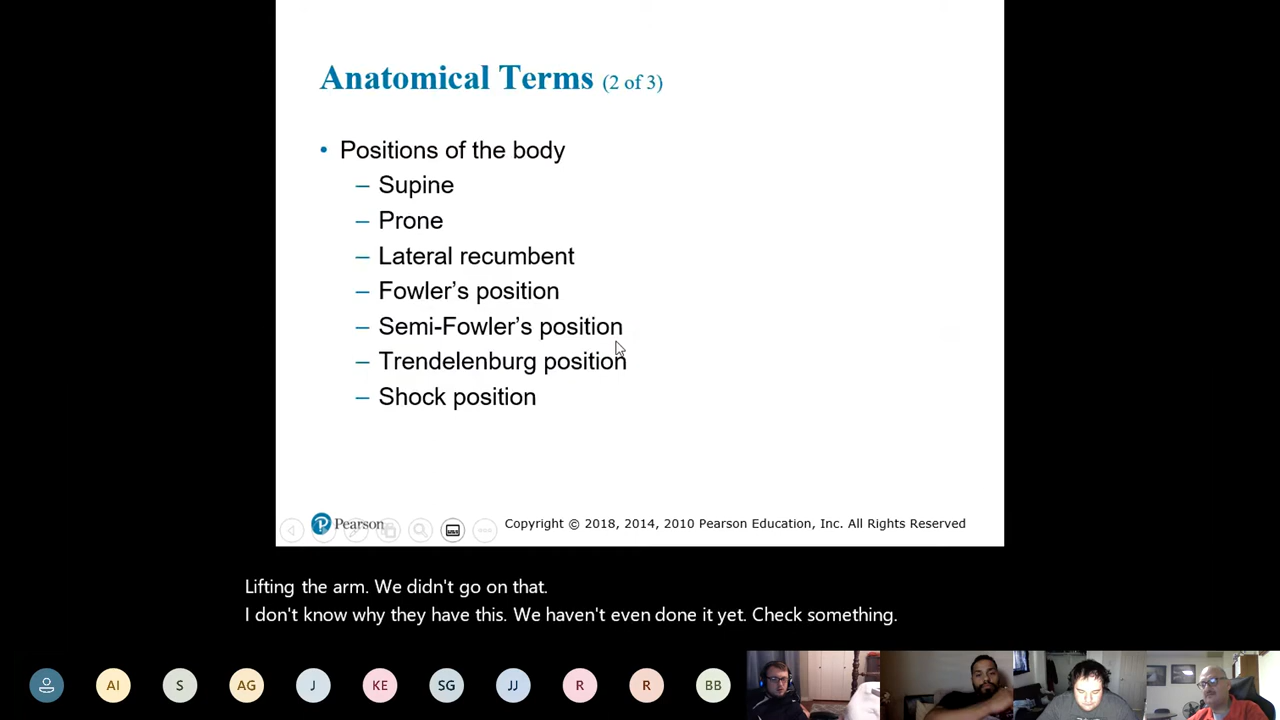 Anatomical Terms (2 of 3)
• Positions of the body
– Supine
– Prone
– Lateral recumbent
– Fowler's position
– Semi-Fowler's position
– Trendelenburg position
– Shock position
Pearson
Copyright © 2018, 2014, 2010 Pearson Education, Inc. All Rights Reserved
Lifting the arm. We didn't go on that.
I don't know why they have this. We haven't even done it yet. Check something.
AI S AG J KE SG JJ R R BB